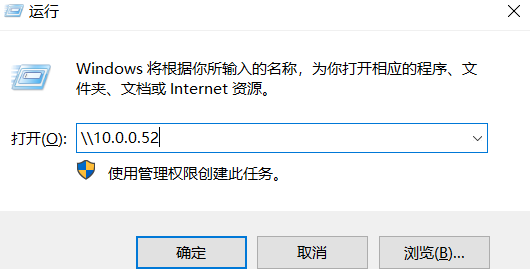 运行
Windows 将根据你所输入的名称，为你打开相应的程序、文
件夹、文档或 Internet 资源。
打开(O): \\10.0.0.52
使用管理权限创建此任务。
确定 取消 浏览(B)...